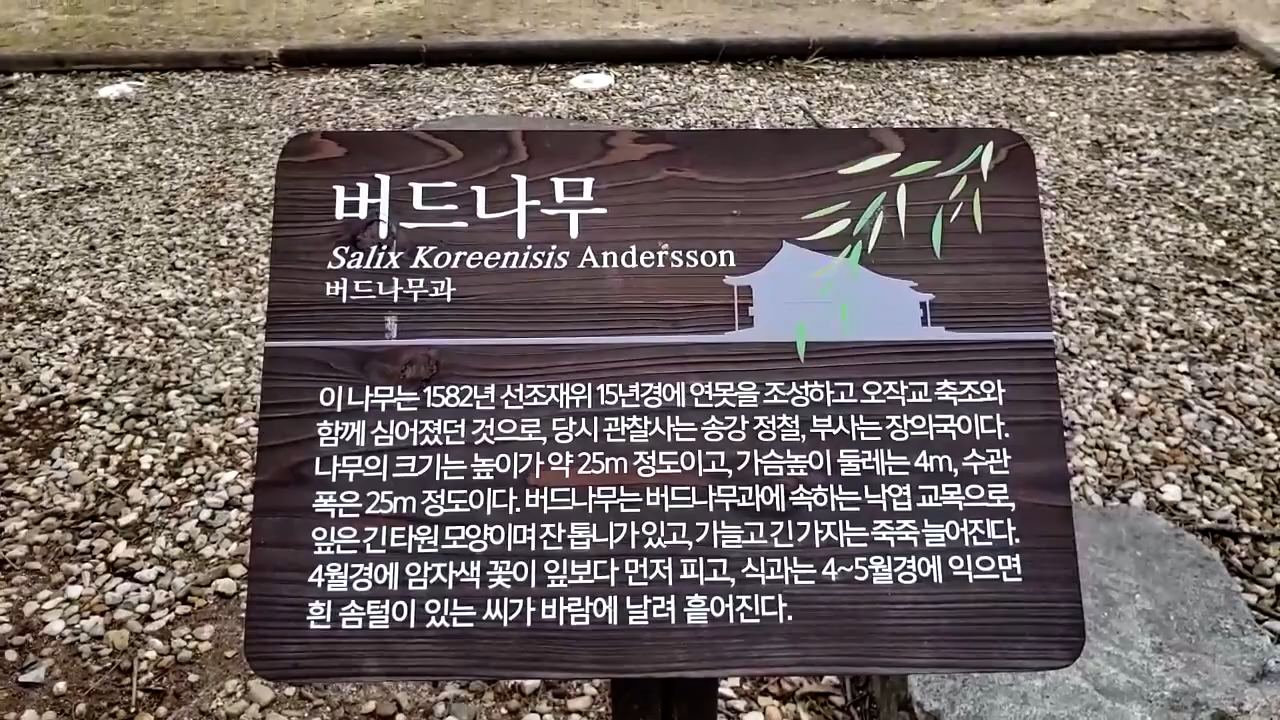 버드나무
Salix Koreenisis Andersson
버드나무과
이 나무는 1582년 선조재위 15년경에 연못을 조성하고 오작교 축조와
함께 심어졌던 것으로, 당시 관찰사는 송강 정철, 부사는 장의국이다.
나무의 크기는 높이가 약 25m 정도이고, 가슴높이 둘레는 4m, 수관
폭은 25m 정도이다. 버드나무는 버드나무과에 속하는 낙엽 교목으로,
잎은 긴 타원 모양이며 잔 톱니가 있고, 가늘고 긴 가지는 죽죽 늘어진다.
4월경에 암자색 꽃이 잎보다 먼저 피고, 식과는 4~5월경에 익으면
흰 솜털이 있는 씨가 바람에 날려 흩어진다.